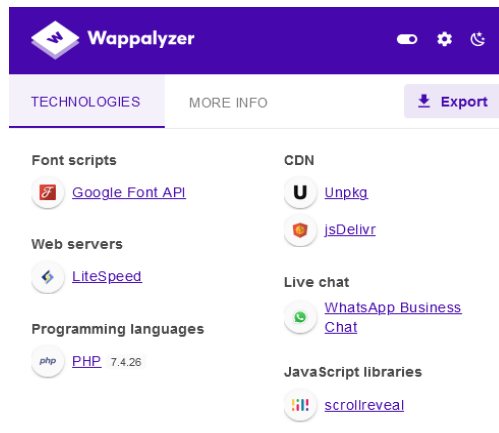 Wappalyzer
TECHNOLOGIES
MORE INFO
Export
Font scripts
Google Font API
Web servers
LiteSpeed
Programming languages
php
PHP 7.4.26
CDN
U
Unpkg
jsDelivr
Live chat
WhatsApp Business
Chat
JavaScript libraries
scrollreveal